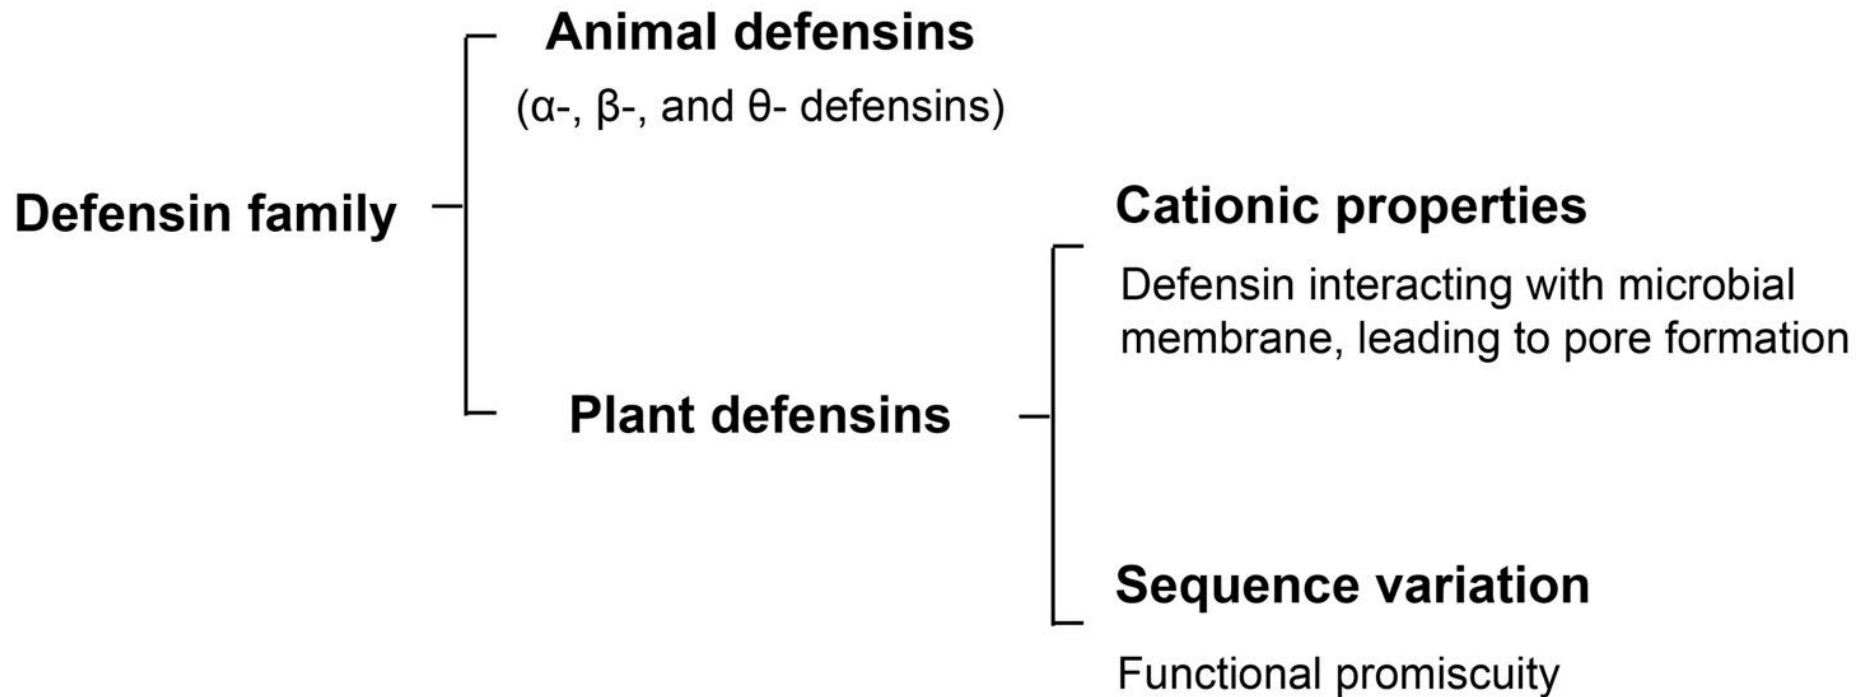 Animal defensins
(α-, β-, and θ- defensins)
Defensin family
Cationic properties
Defensin interacting with microbial
membrane, leading to pore formation
Plant defensins
Sequence variation
Functional promiscuity